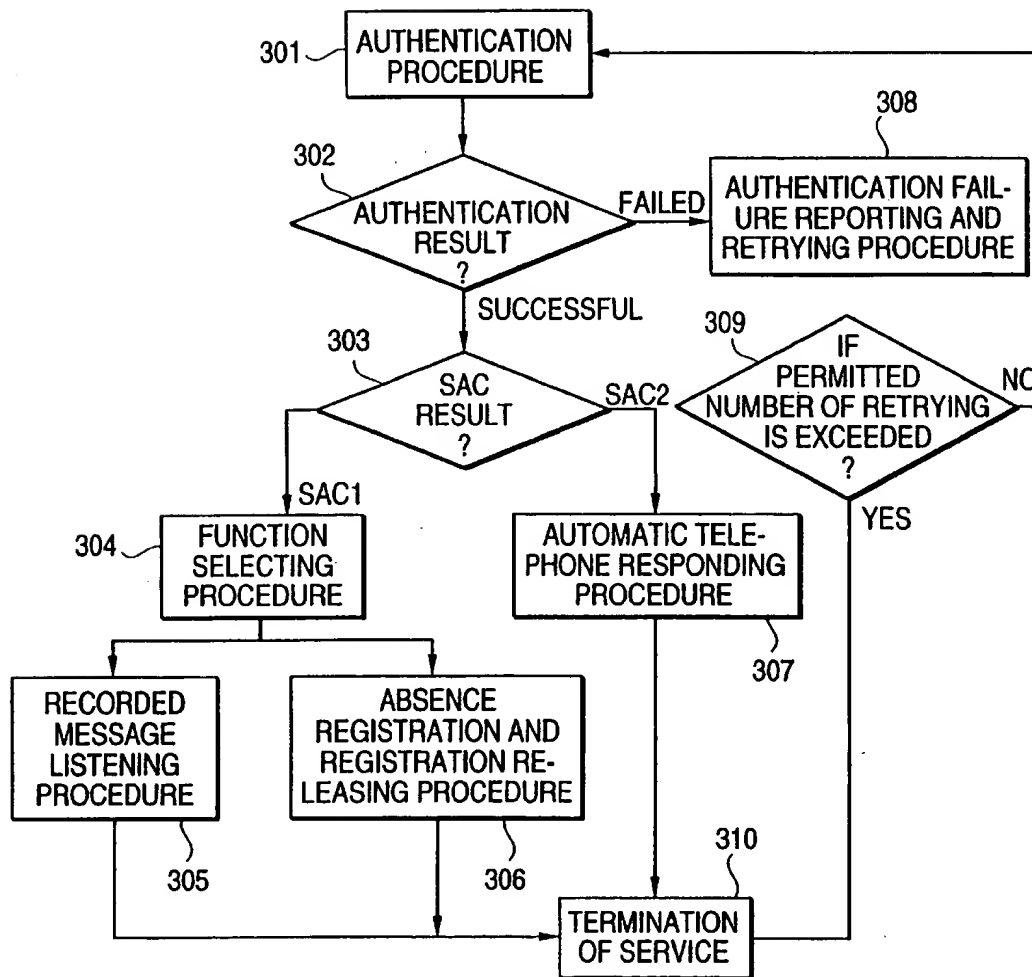 301
AUTHENTICATION
PROCEDURE
308
302
AUTHENTICATION
RESULT
?
FAILED
AUTHENTICATION FAIL-
URE REPORTING AND
RETRYING PROCEDURE
SUCCESSFUL
303
SAC
RESULT
?
SAC2
309
IF
PERMITTED
NUMBER OF RETRYING
IS EXCEEDED
?
NO
SAC1
YES
304
FUNCTION
SELECTING
PROCEDURE
AUTOMATIC TELE-
PHONE RESPONDING
PROCEDURE
307
RECORDED
MESSAGE
LISTENING
PROCEDURE
305
ABSENCE
REGISTRATION AND
REGISTRATION RE-
LEASING PROCEDURE
306
310
TERMINATION
OF SERVICE